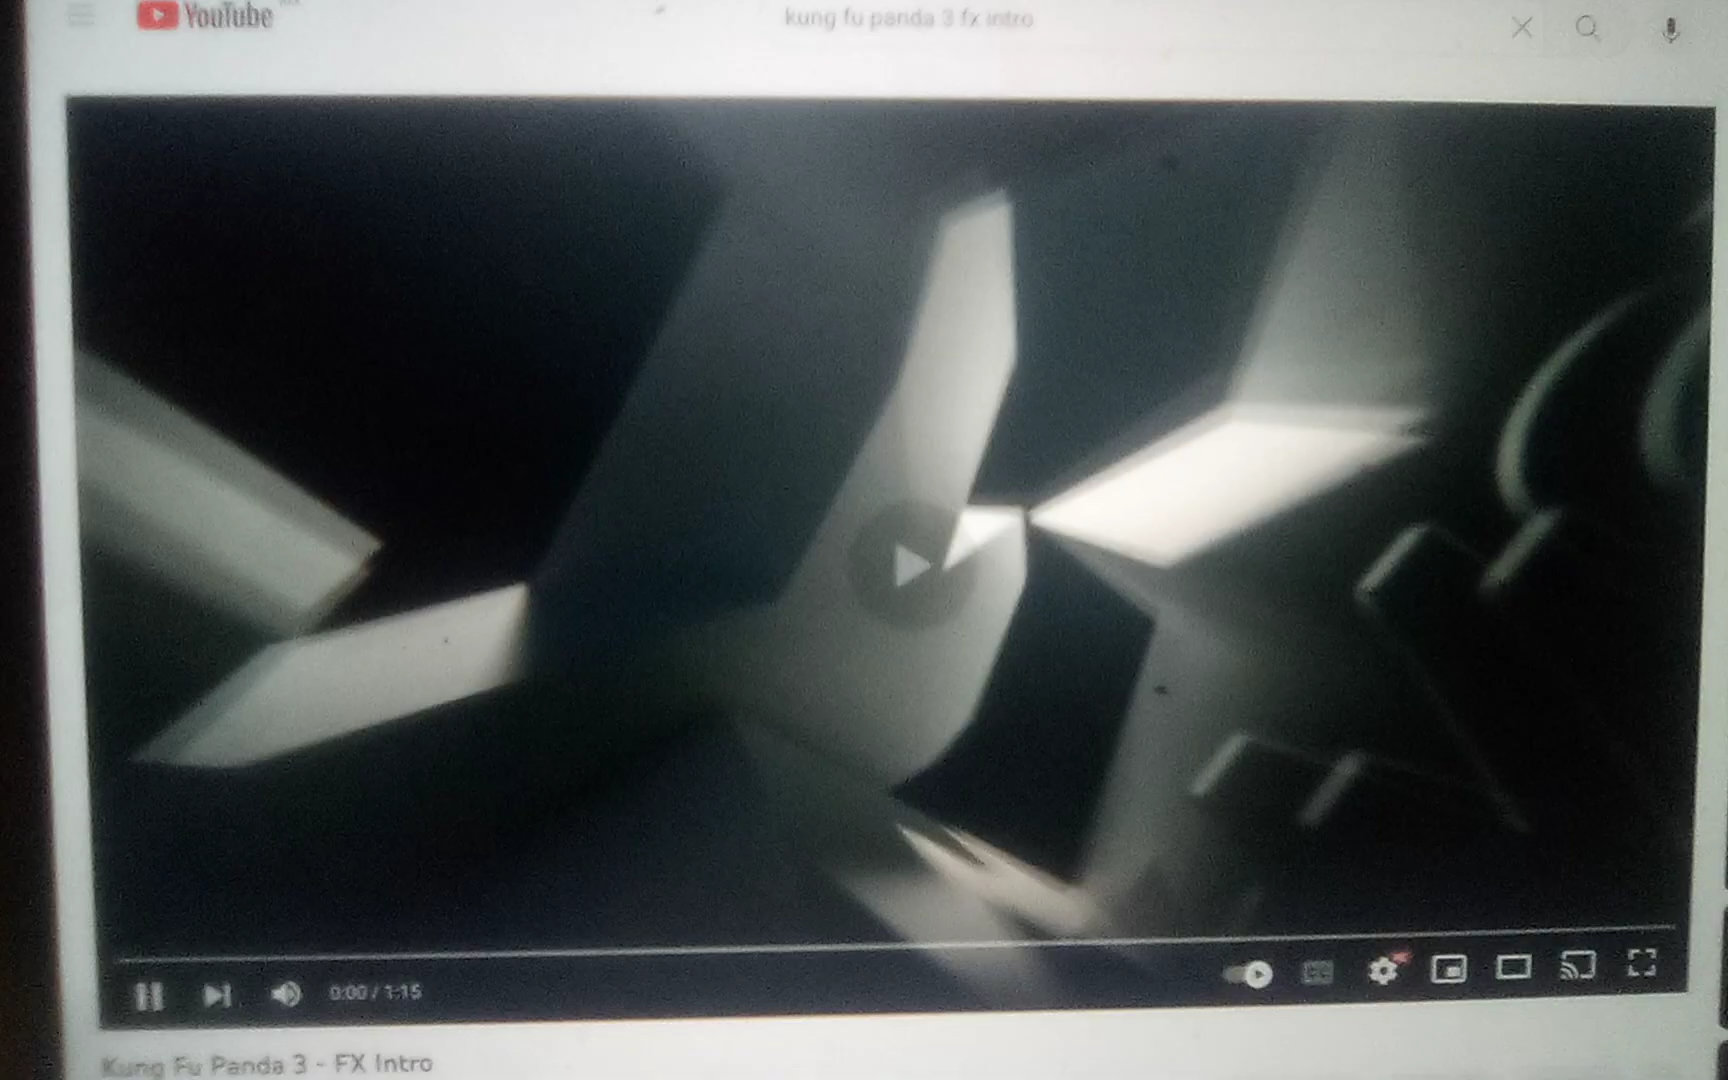 YouTube
kung fu panda 3 fx intro
0:00 / 1:15
Kung Fu Panda 3 - FX Intro